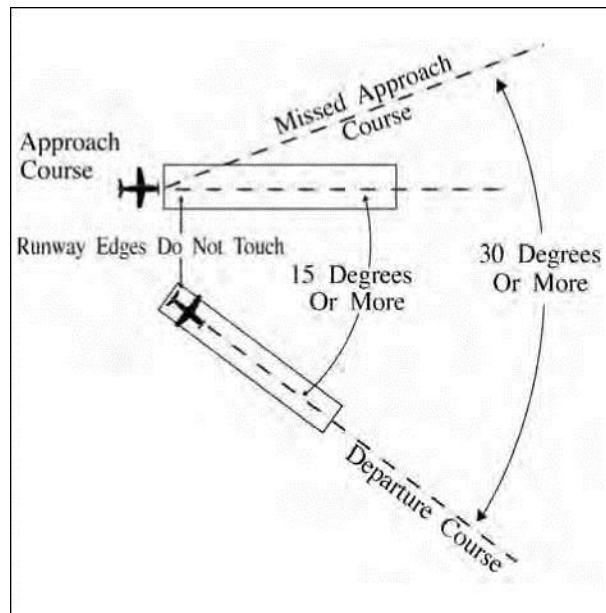 Missed Approach
Course
Approach
Course
Runway Edges Do Not Touch
15 Degrees
Or More
30 Degrees
Or More
Departure Course